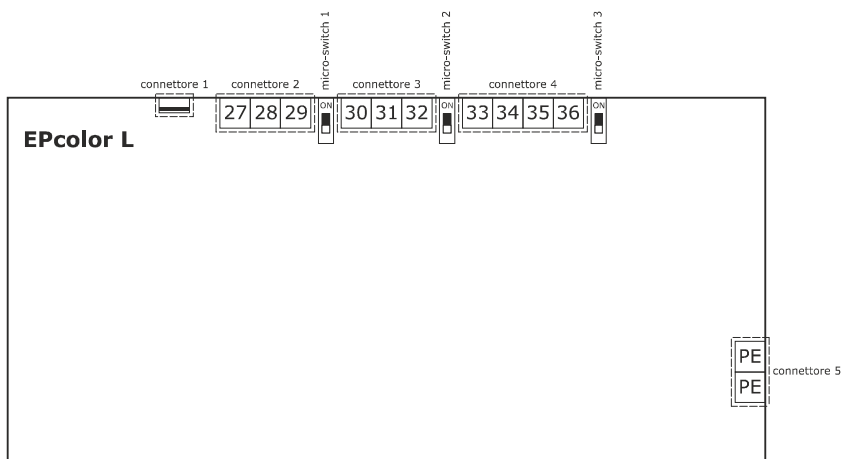 micro-switch 1
micro-switch 2
micro-switch 3
connettore 1
connettore 2
connettore 3
connettore 4
27 28 29 ON 30 31 32 ON 33 34 35 36 ON
EPcolor L
PE
connettore 5
PE